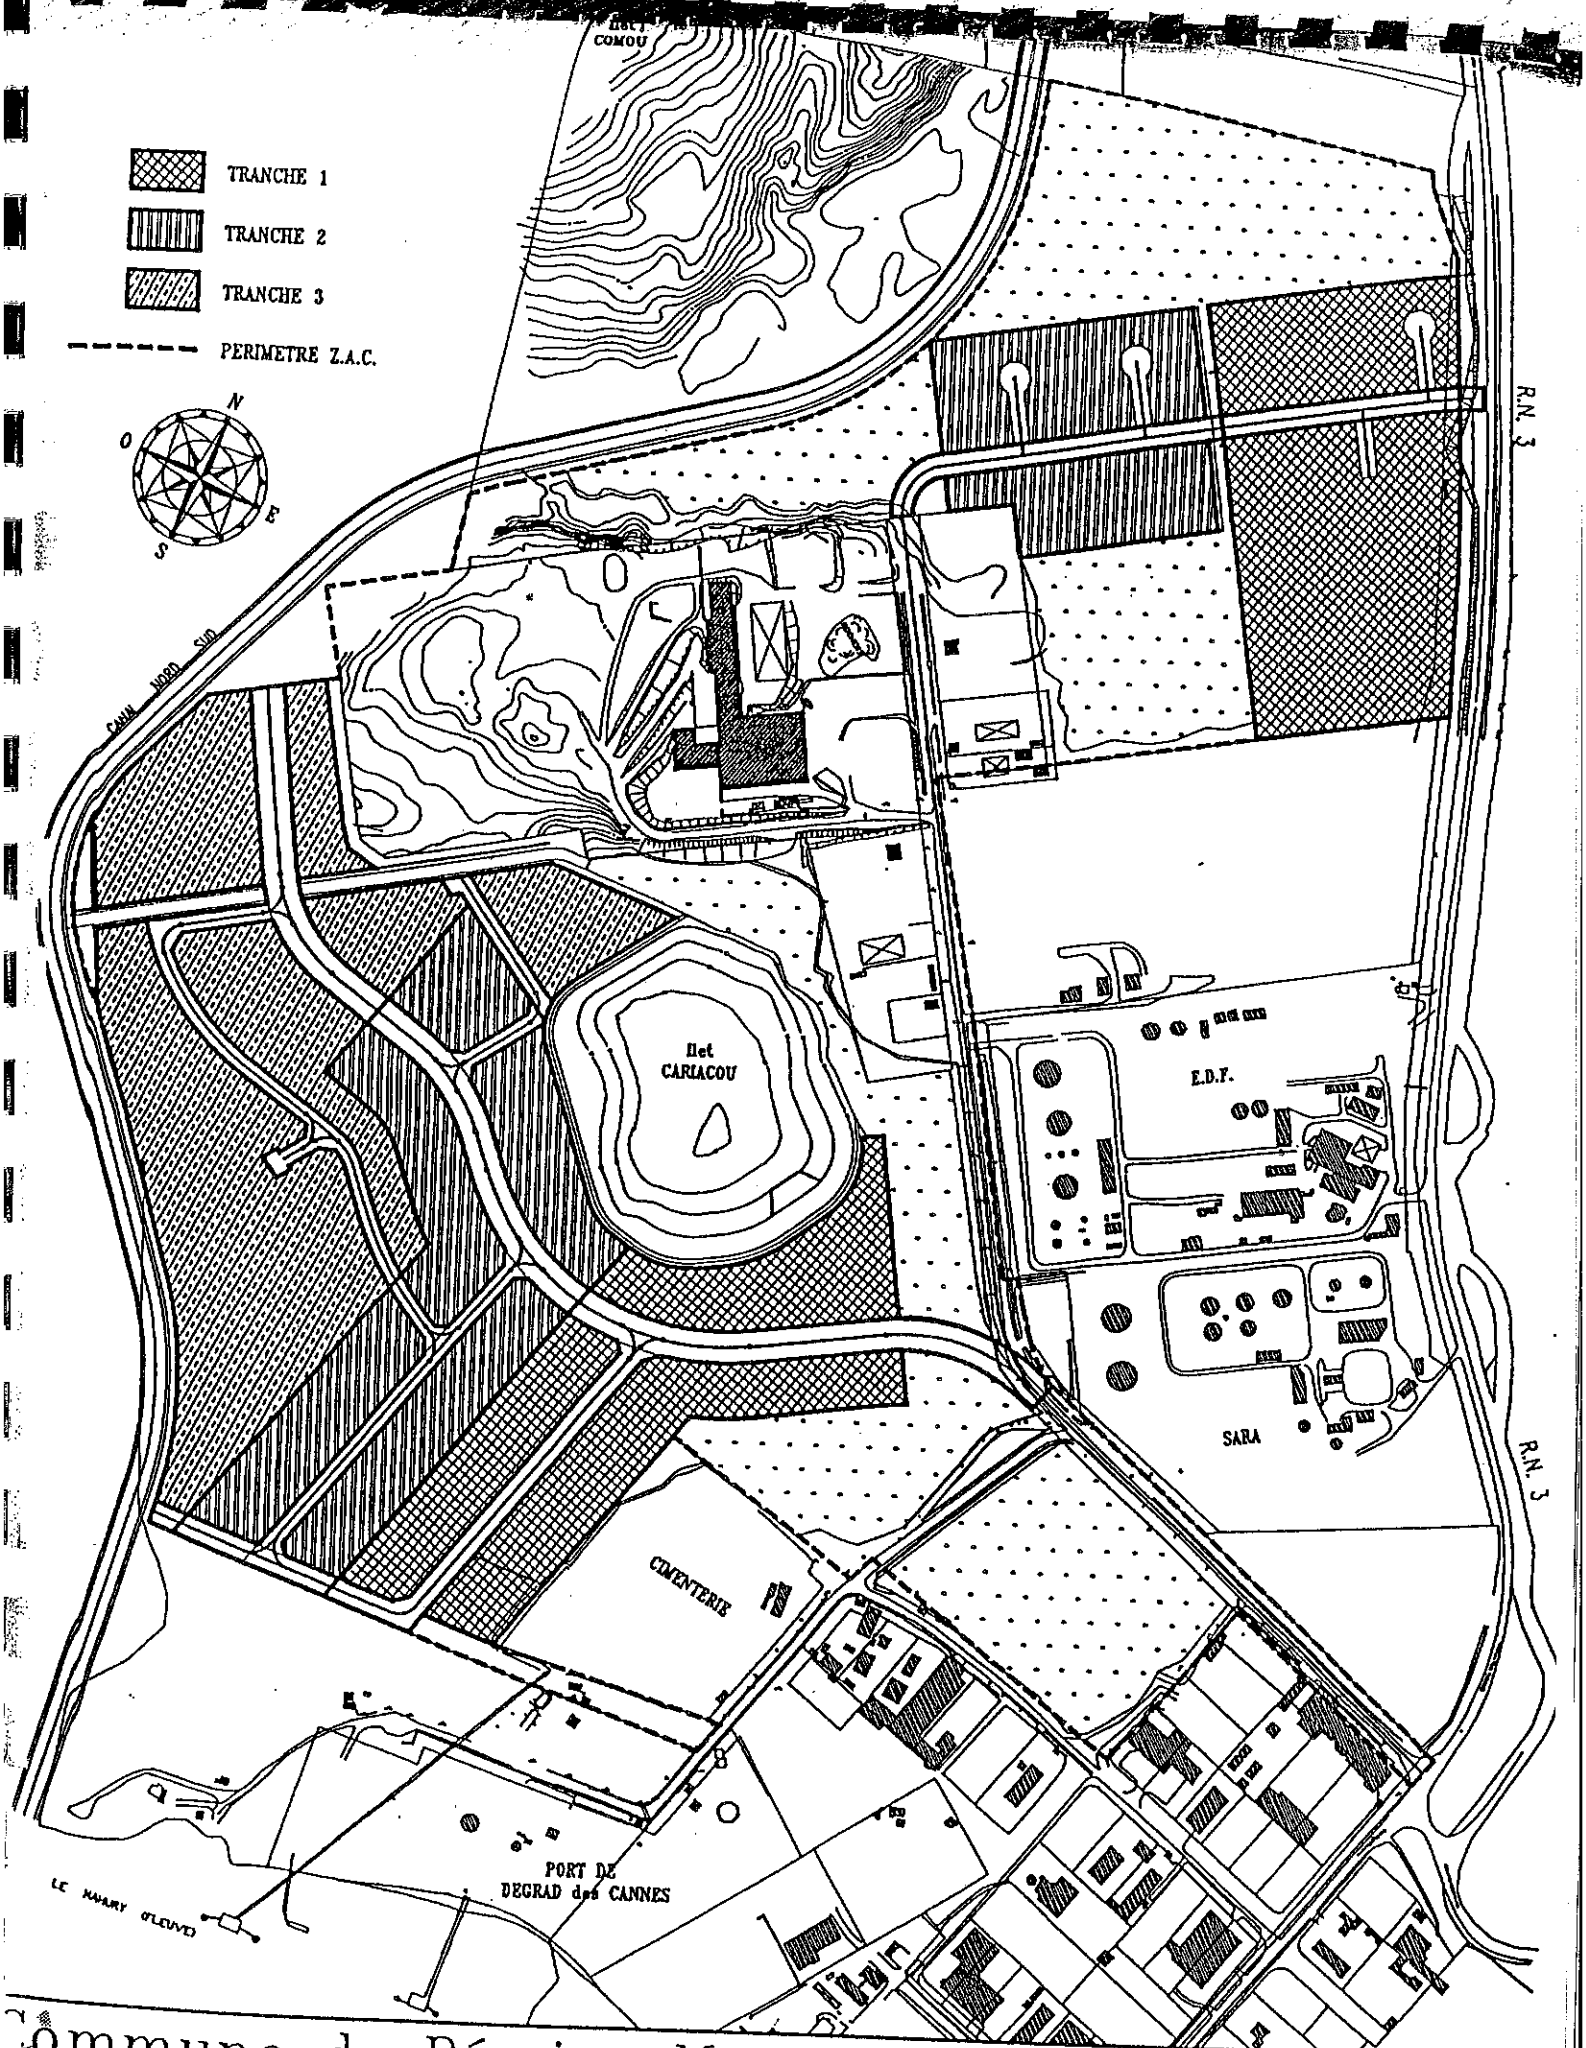 COMOU
TRANCHE 1
TRANCHE 2
TRANCHE 3
PERIMETRE Z.A.C.
N
O
E
S
R.N. 3
CANAL NORD SUD
Ilet
CARIACOU
E.D.F.
SARA
R.N. 3
CIMENTERIE
PORT DE
DEGRAD des CANNES
LE MAHURY (FLEUVE)